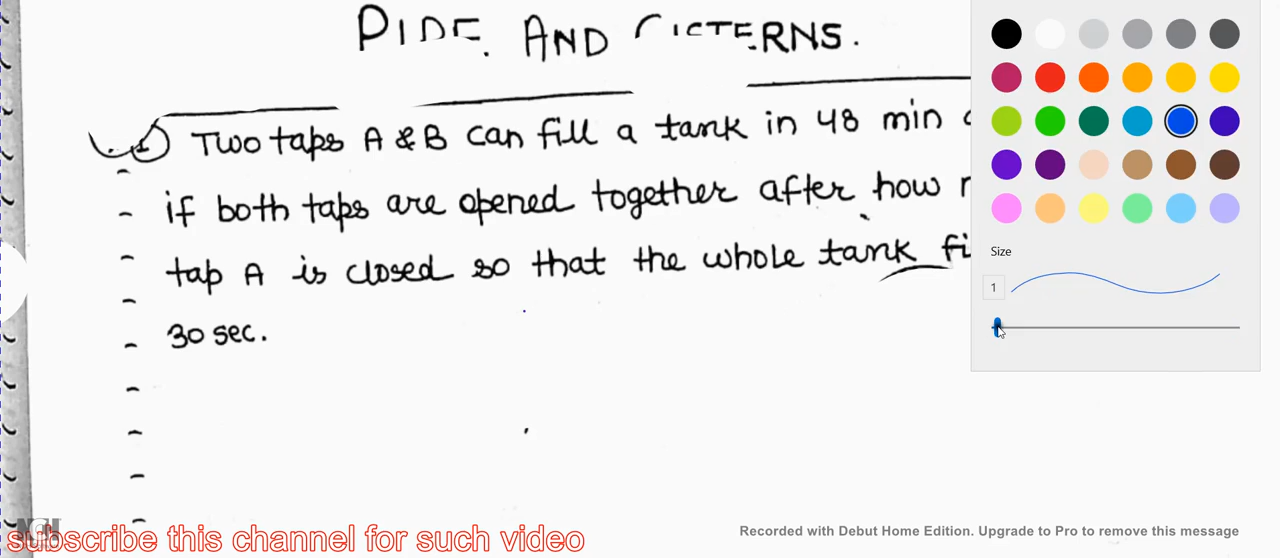 PIPE AND CISTERNS.
1) Two taps A & B can fill a tank in 48 min
if both taps are opened together after how
tap A is closed so that the whole tank
30 sec.
Size
1
subscribe this channel for such video
Recorded with Debut Home Edition. Upgrade to Pro to remove this message